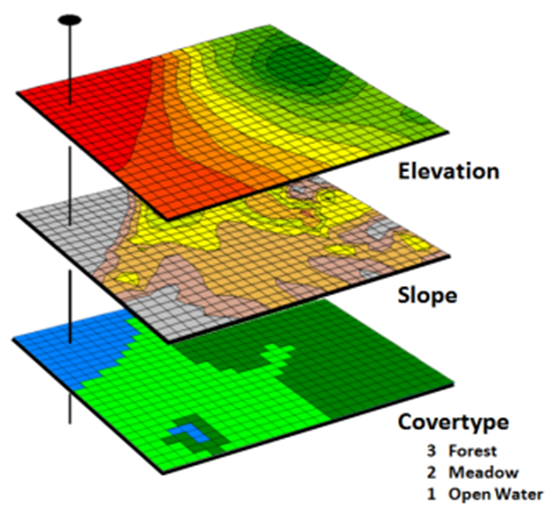 Elevation
Slope
Covertype
3 Forest
2 Meadow
1 Open Water